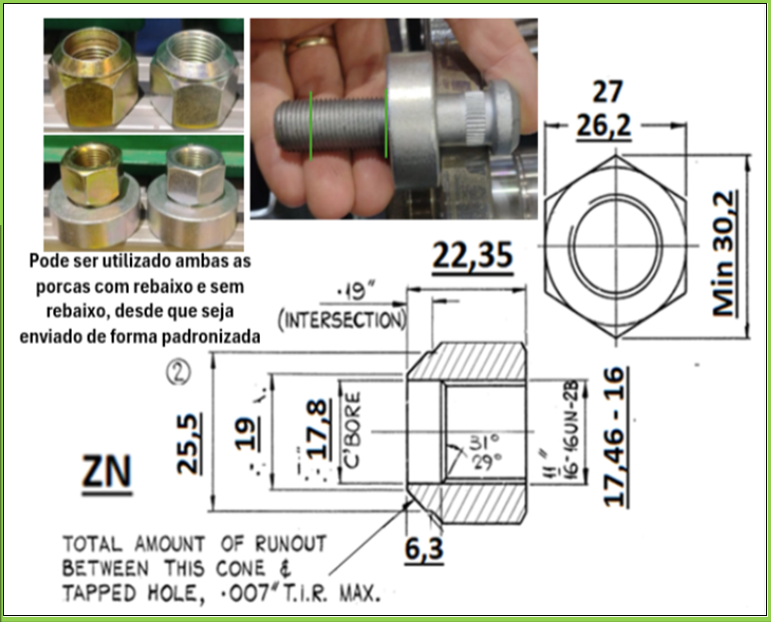 Pode ser utilizado ambas as
porcas com rebaixo e sem
rebaixo, desde que seja
enviado de forma padronizada
27
26,2
Min 30,2
22,35
.19"
(INTERSECTION)
2
25,5
19
17,8
C'BORE
31°
29°
11"
16-16UN-2B
17,46 - 16
ZN
6,3
TOTAL AMOUNT OF RUNOUT
BETWEEN THIS CONE &
TAPPED HOLE, .007" T.I.R. MAX.